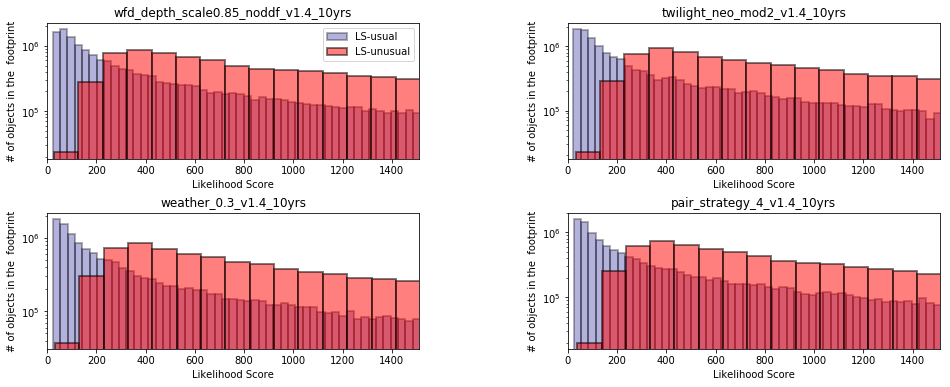 wfd_depth_scale0.85_noddf_v1.4_10yrs
# of objects in the  footprint
10⁶
10⁵
LS-usual
LS-unusual
0 200 400 600 800 1000 1200 1400
Likelihood Score
twilight_neo_mod2_v1.4_10yrs
# of objects in the  footprint
10⁶
10⁵
0 200 400 600 800 1000 1200 1400
Likelihood Score
weather_0.3_v1.4_10yrs
# of objects in the  footprint
10⁶
10⁵
0 200 400 600 800 1000 1200 1400
Likelihood Score
pair_strategy_4_v1.4_10yrs
# of objects in the  footprint
10⁶
10⁵
0 200 400 600 800 1000 1200 1400
Likelihood Score